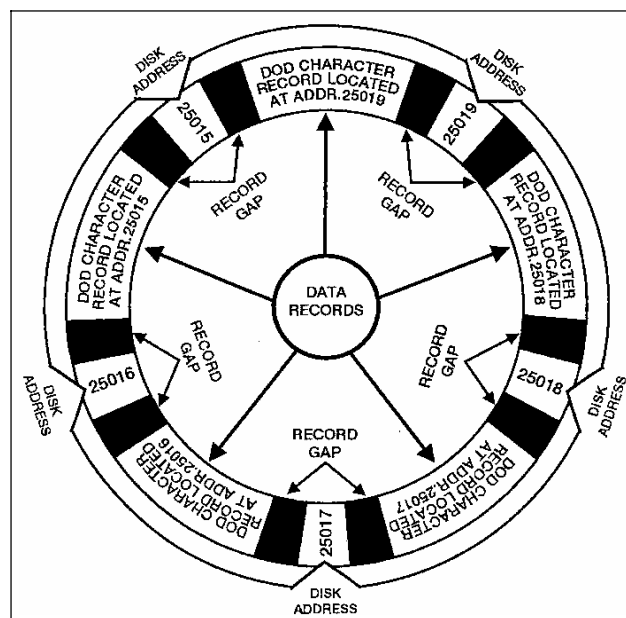 DISK
ADDRESS
DISK
ADDRESS
DOD CHARACTER
RECORD LOCATED
AT ADDR.25019
25015
25019
RECORD
GAP
RECORD
GAP
DOD CHARACTER
RECORD LOCATED
AT ADDR.25015
DOD CHARACTER
RECORD LOCATED
AT ADDR.25018
DATA
RECORDS
RECORD
GAP
RECORD
GAP
25016
25018
DISK
ADDRESS
DISK
ADDRESS
RECORD
GAP
DOD CHARACTER
RECORD LOCATED
AT ADDR.25016
DOD CHARACTER
RECORD LOCATED
AT ADDR.25017
25017
DISK
ADDRESS